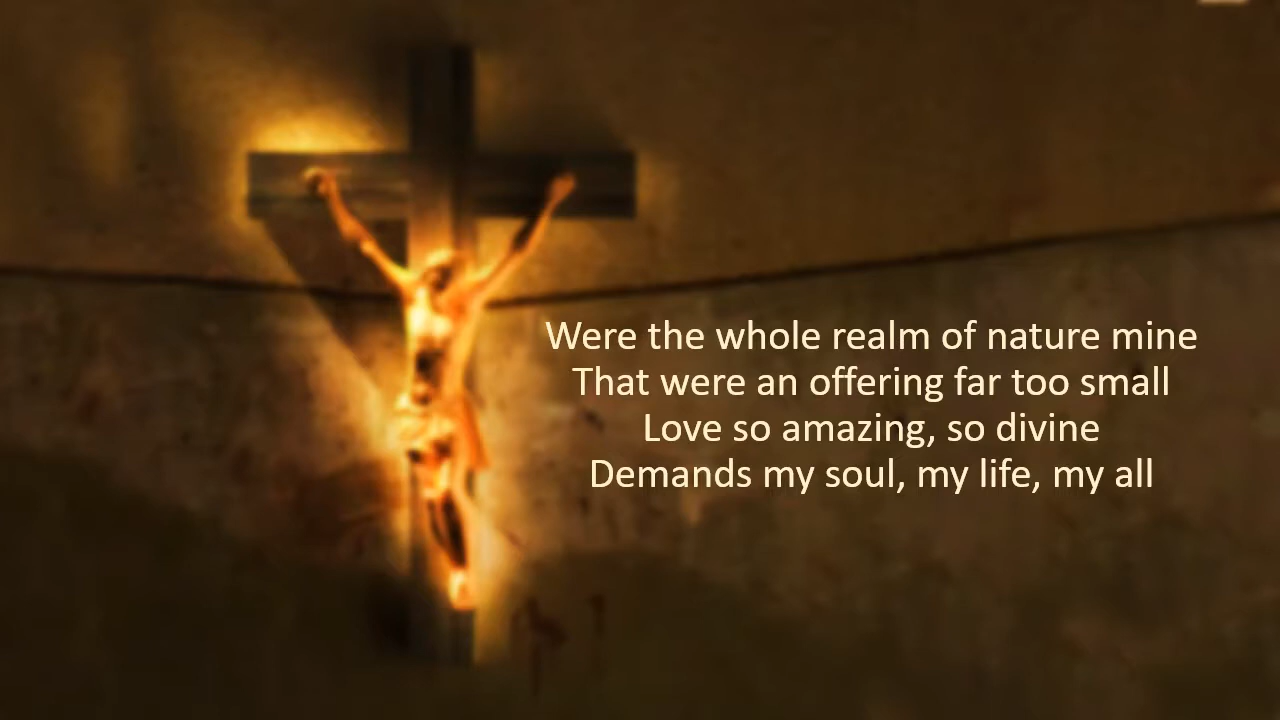 Were the whole realm of nature mine
That were an offering far too small
Love so amazing, so divine
Demands my soul, my life, my all